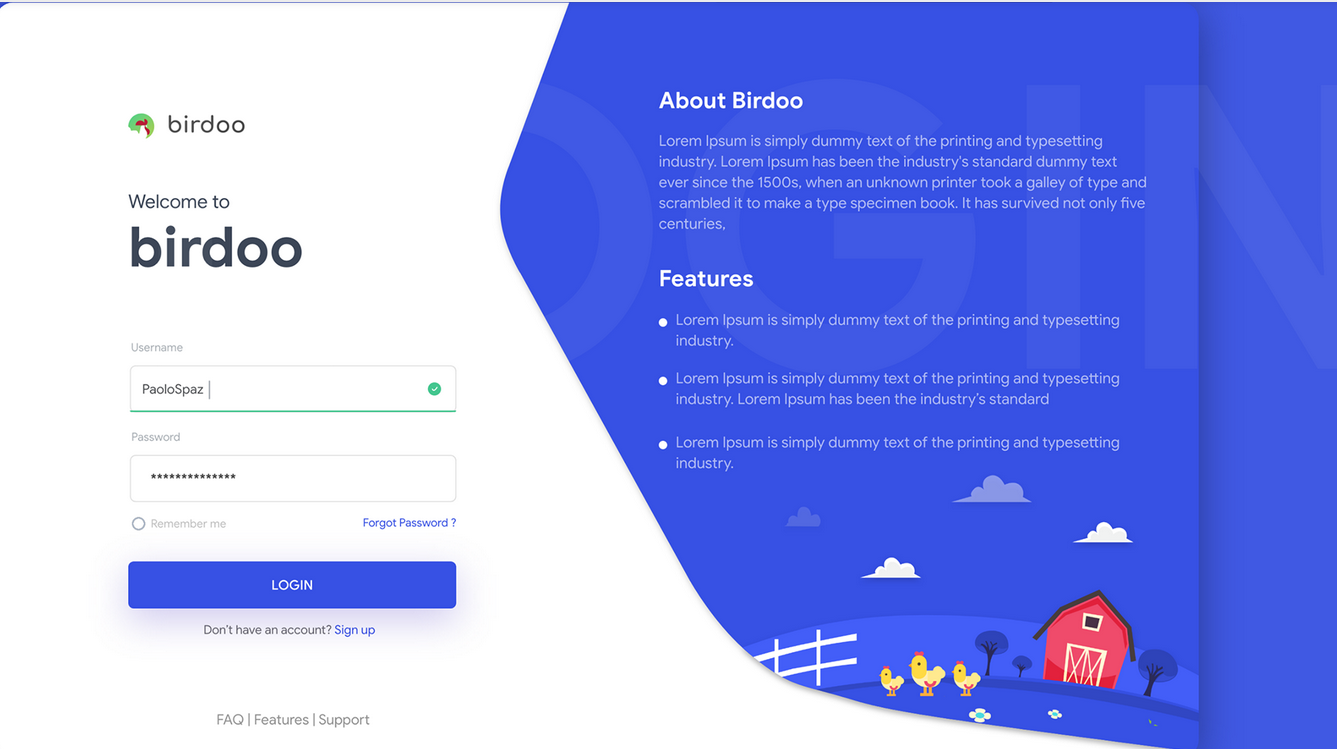 birdoo
Welcome to
birdoo
Username
PaoloSpaz
Password
**************
Remember me
Forgot Password ?
LOGIN
Don't have an account? Sign up
FAQ | Features | Support
OGIN
About Birdoo
Lorem Ipsum is simply dummy text of the printing and typesetting
industry. Lorem Ipsum has been the industry's standard dummy text
ever since the 1500s, when an unknown printer took a galley of type and
scrambled it to make a type specimen book. It has survived not only five
centuries,
Features
Lorem Ipsum is simply dummy text of the printing and typesetting
industry.
Lorem Ipsum is simply dummy text of the printing and typesetting
industry. Lorem Ipsum has been the industry’s standard
Lorem Ipsum is simply dummy text of the printing and typesetting
industry.